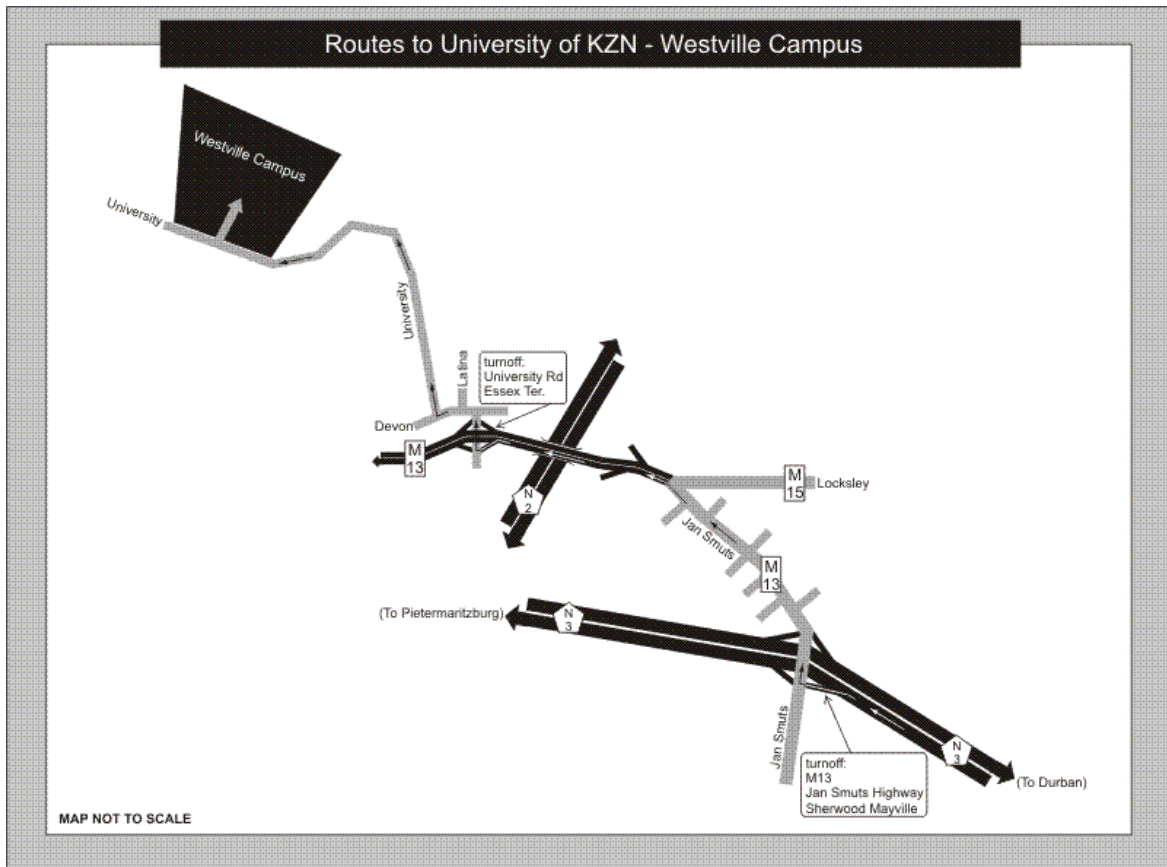 Routes to University of KZN - Westville Campus
Westville Campus
University
University
Latina
turnoff:
University Rd
Essex Ter.
Devon
M
13
N
2
M
15
Locksley
Jan Smuts
M
13
(To Pietermaritzburg)
N
3
Jan Smuts
N
3
turnoff:
M13
Jan Smuts Highway
Sherwood Mayville
(To Durban)
MAP NOT TO SCALE